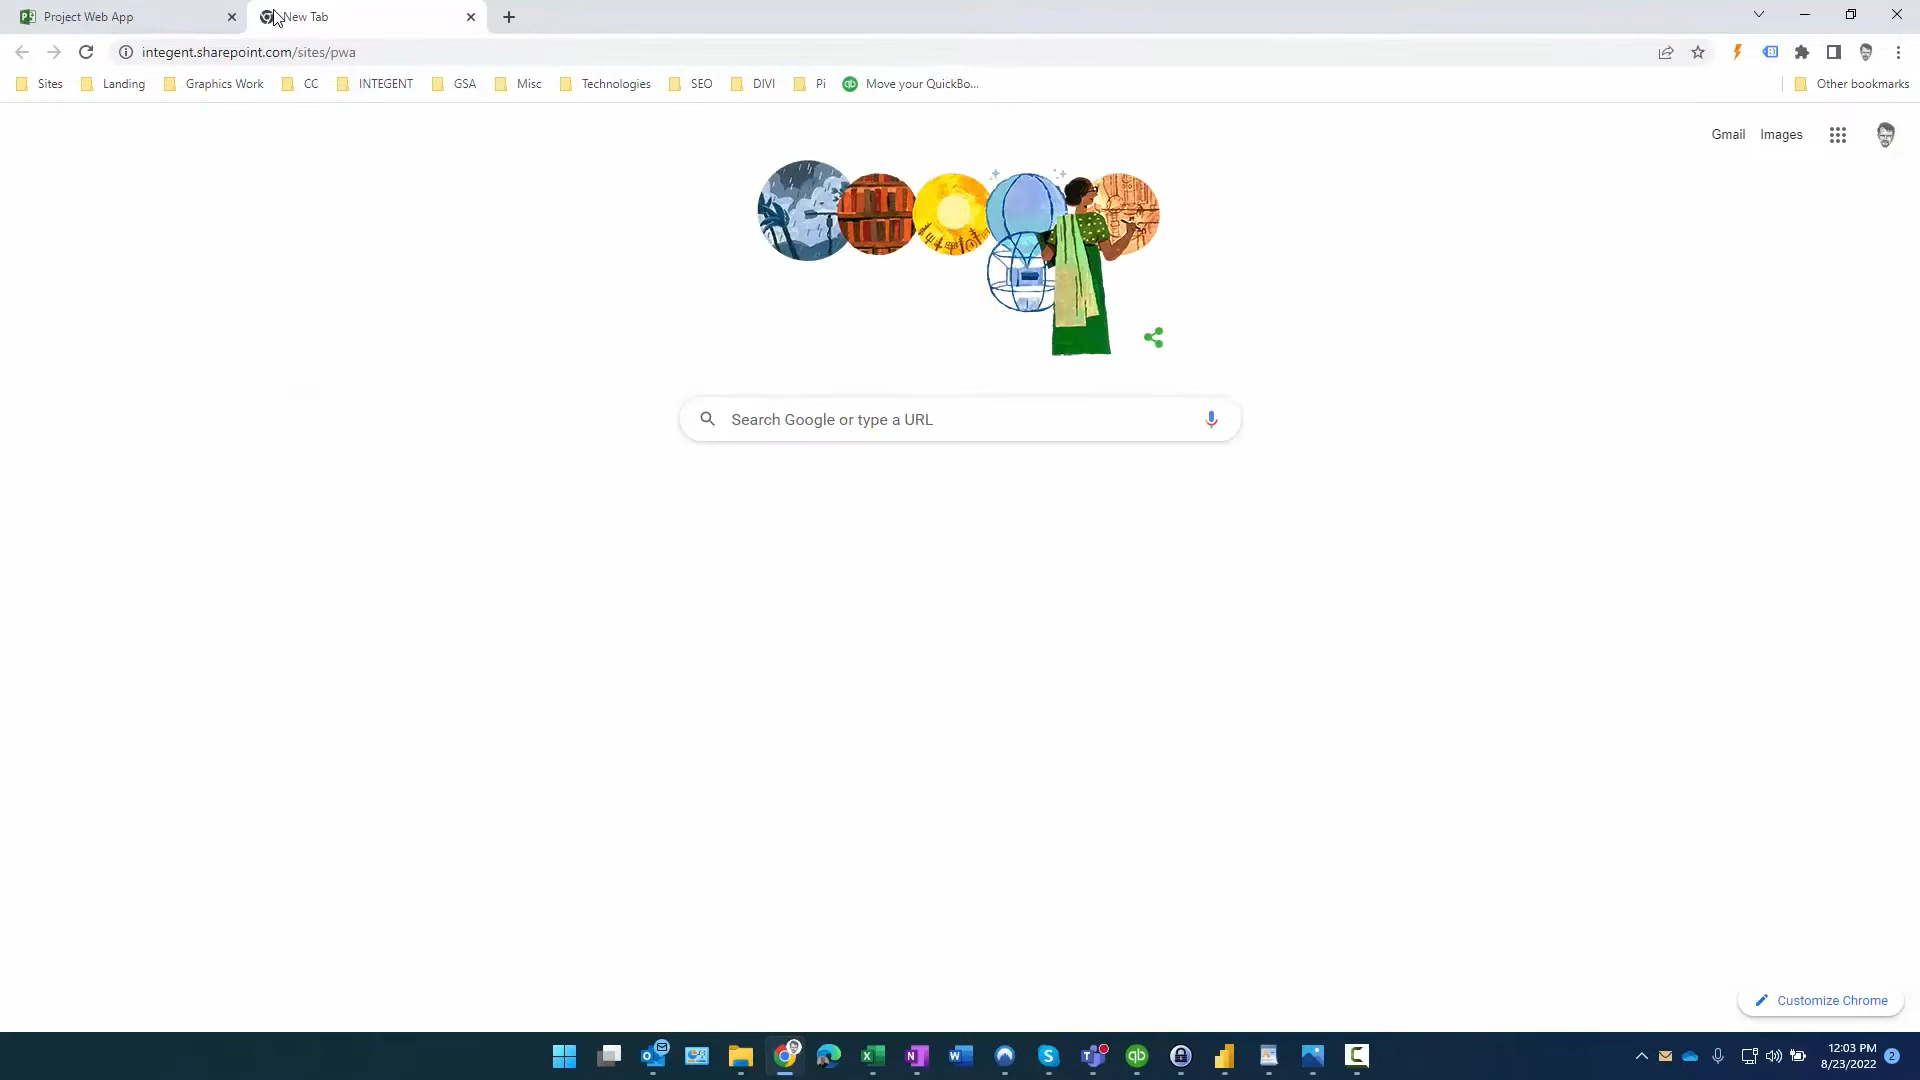 Project Web App
New Tab
integent.sharepoint.com/sites/pwa
Sites Landing Graphics Work CC INTEGENT GSA Misc Technologies SEO DIVI Pi Move your QuickBo... Other bookmarks
Gmail Images
Search Google or type a URL
Customize Chrome
12:03 PM
8/23/2022 2